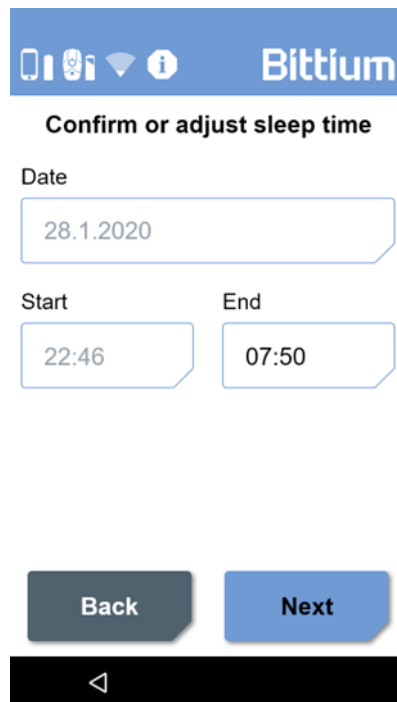 Bittium
Confirm or adjust sleep time
Date
28.1.2020
Start End
22:46 07:50
Back Next